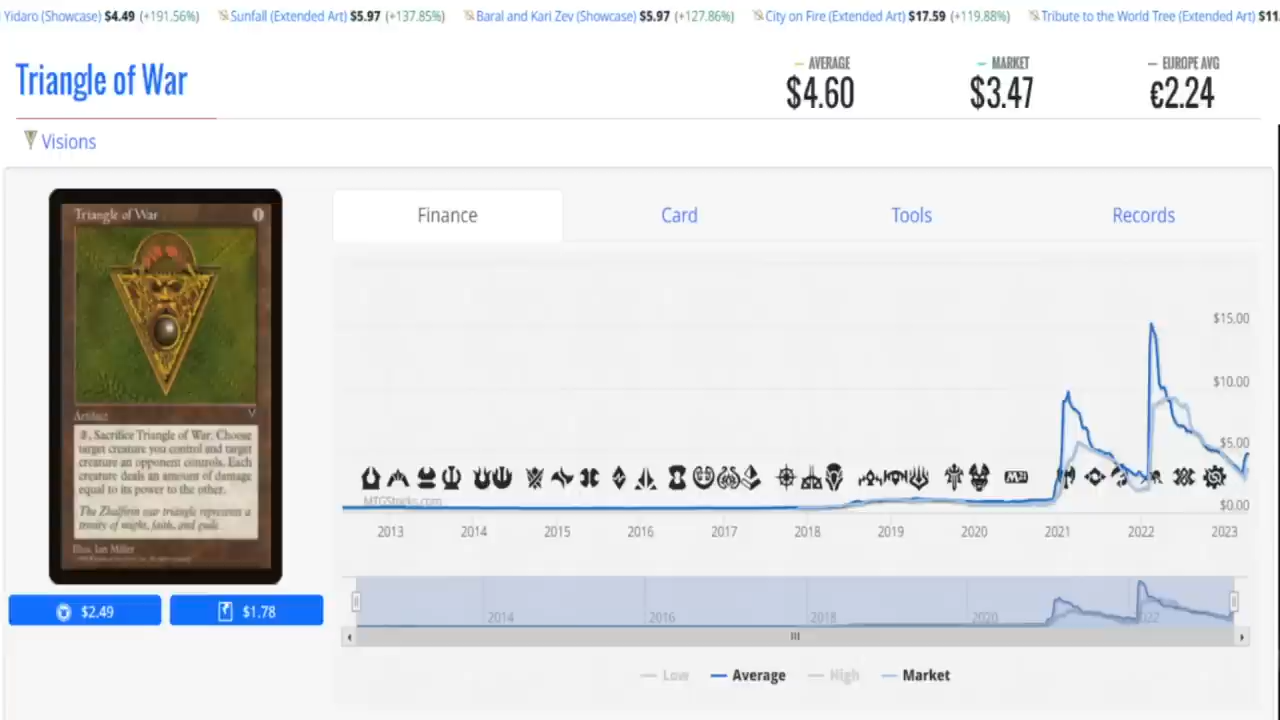 Yidaro (Showcase) $4.49 (+191.56%) Sunfall (Extended Art) $5.97 (+137.85%) Baral and Kari Zev (Showcase) $5.97 (+127.86%) City on Fire (Extended Art) $17.59 (+119.88%) Tribute to the World Tree (Extended Art) $11
Triangle of War
AVERAGE MARKET EUROPE AVG
$4.60 $3.47 €2.24
Visions
Finance Card Tools Records
Triangle of War
Artifact
, Sacrifice Triangle of War: Choose
target creature you control and target
creature an opponent controls. Each
creature deals an amount of damage
equal to its power to the other.
The Zhalfirin war triangle represents a
trinity of might, faith, and guile.
Illus. Ian Miller
$15.00
$10.00
$5.00
$0.00
M21
MTGStocks.com
2013 2014 2015 2016 2017 2018 2019 2020 2021 2022 2023
$2.49 $1.78
2014 2016 2018 2020 2022
Low Average High Market